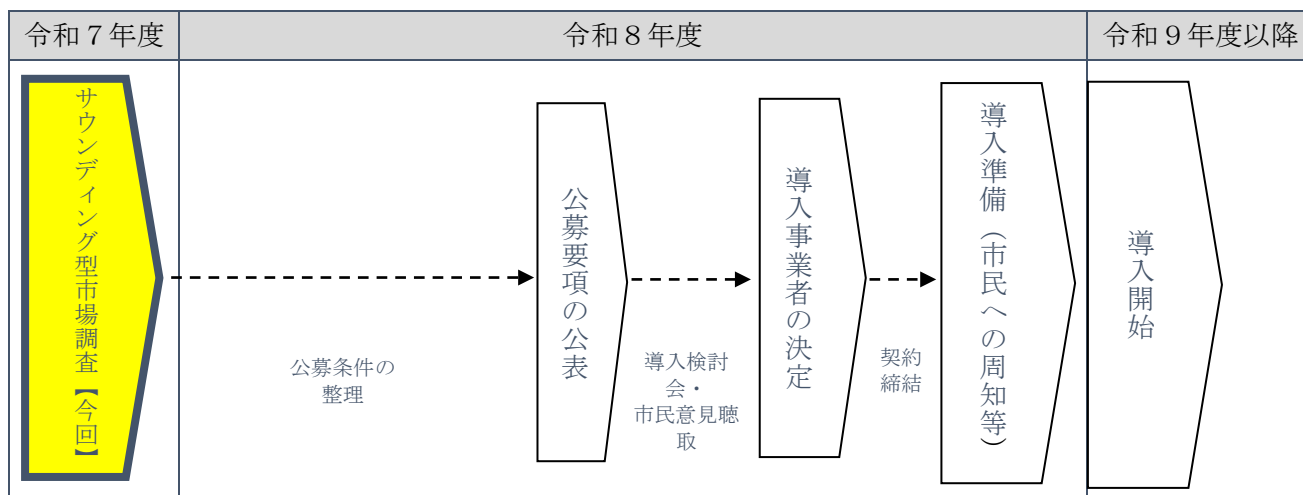 令和７年度
令和８年度
令和９年度以降
サウンディング型市場調査【今回】
公募条件の
整理
公募要項の公表
導入検討
会・
市民意見聴
取
導入事業者の決定
契約
締結
導入準備（市民への周知等）
導入開始